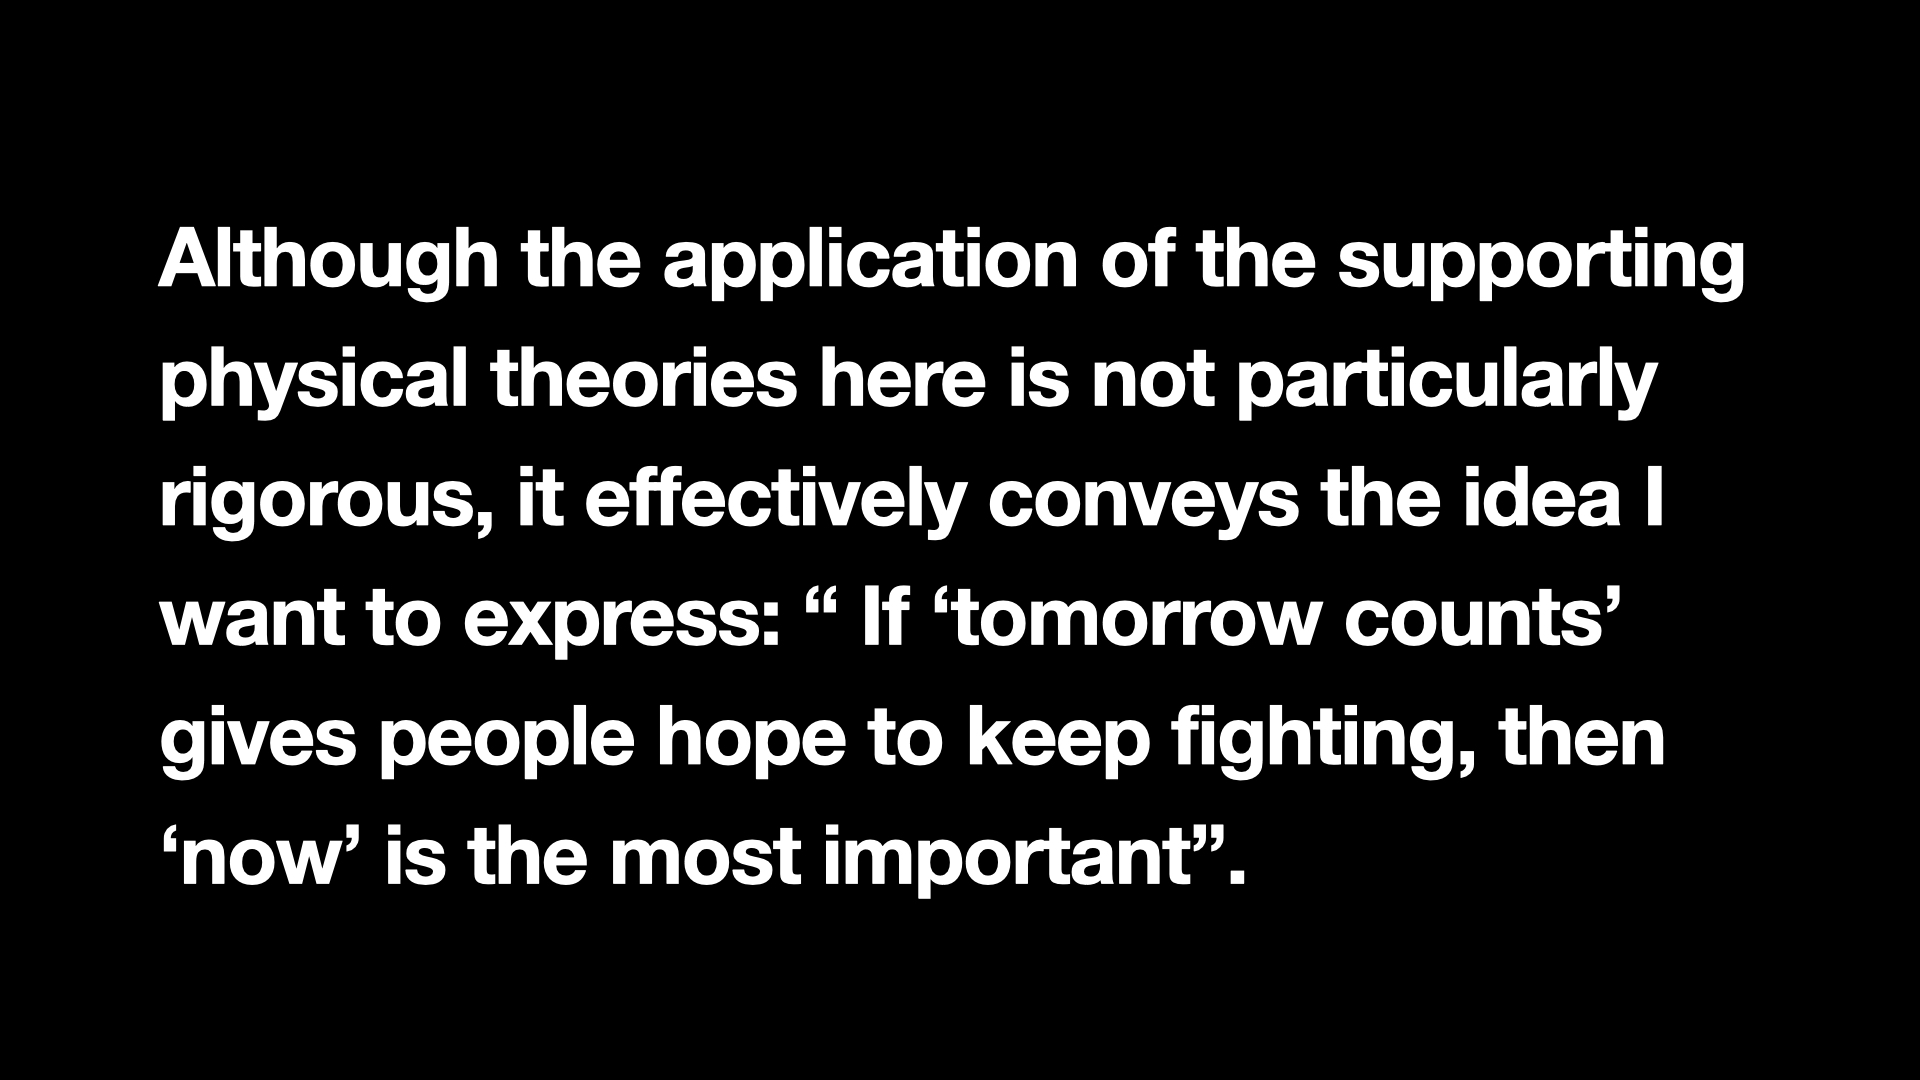 Although the application of the supporting
physical theories here is not particularly
rigorous, it effectively conveys the idea I
want to express: “ If ‘tomorrow counts’
gives people hope to keep fighting, then
‘now’ is the most important”.